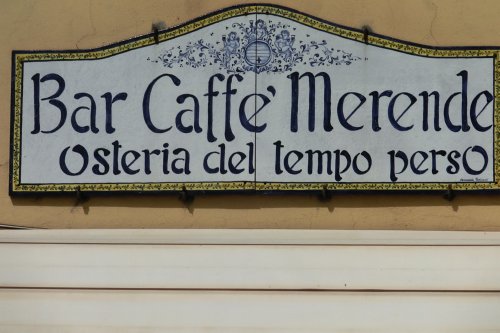 Bar Caffe' Merende
Osteria del tempo perso